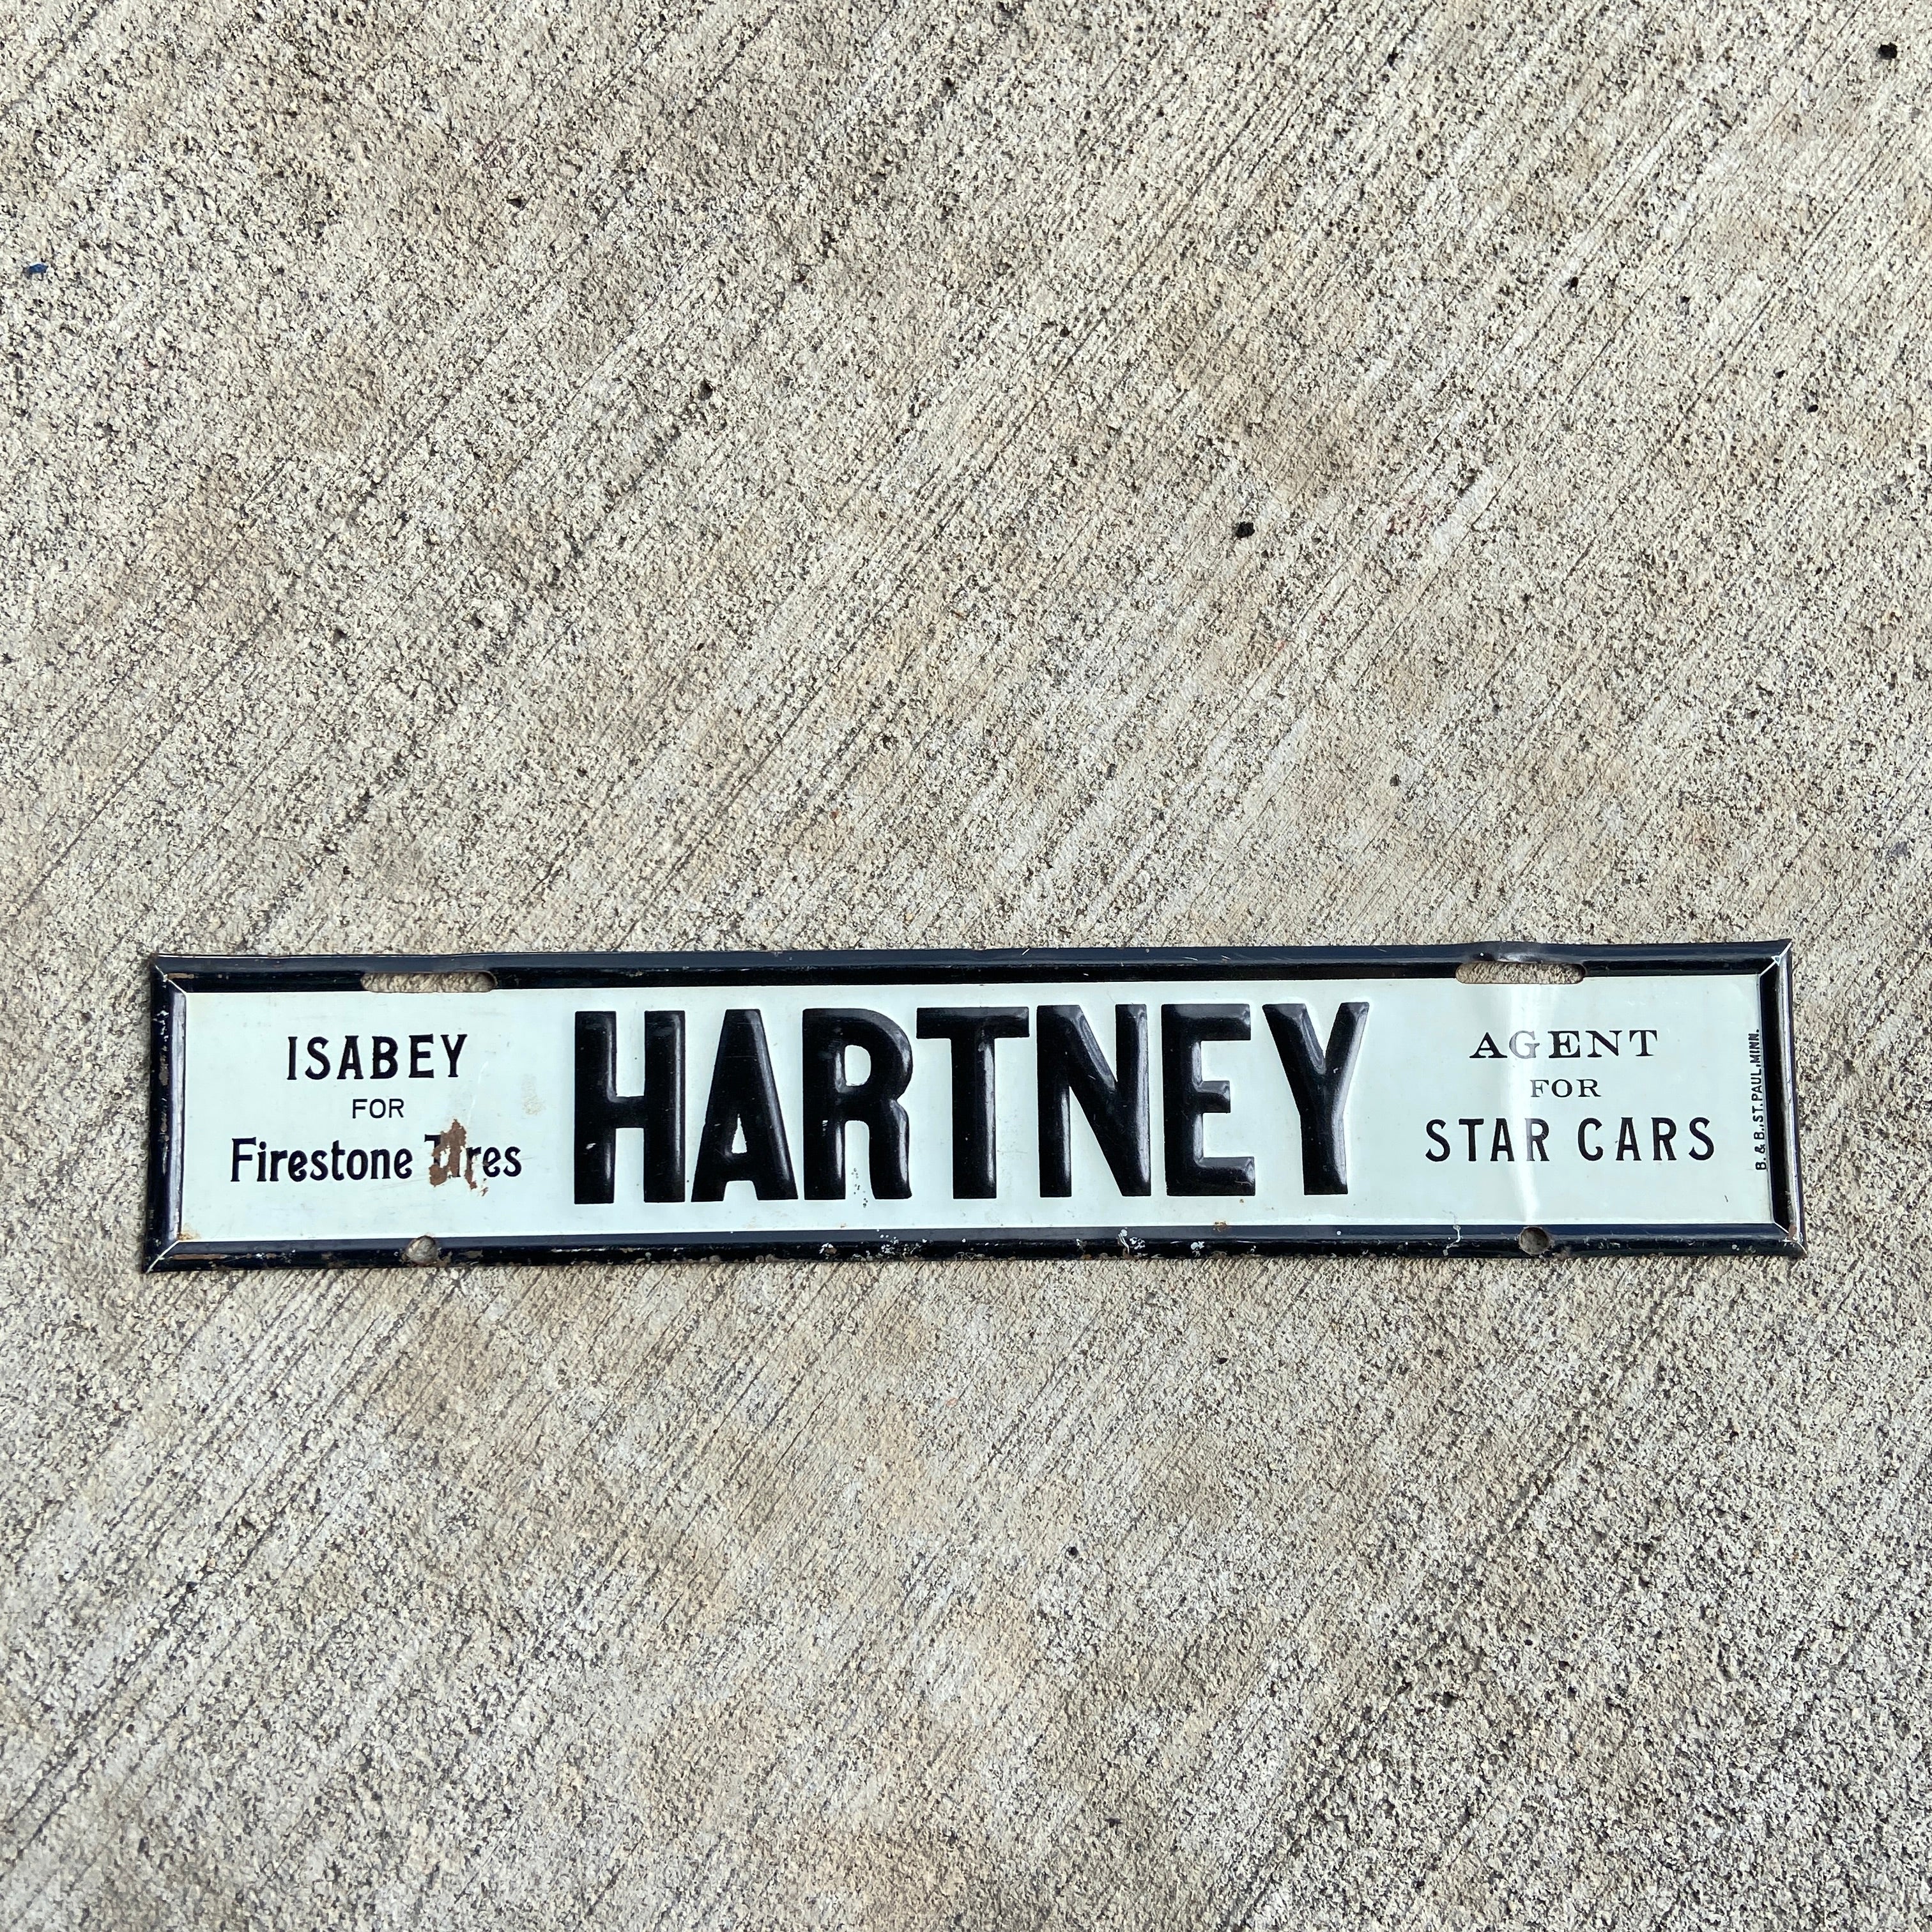 ISABEY
FOR
Firestone Tires
HARTNEY
AGENT
FOR
STAR CARS
B. & B. ST. PAUL, MINN.